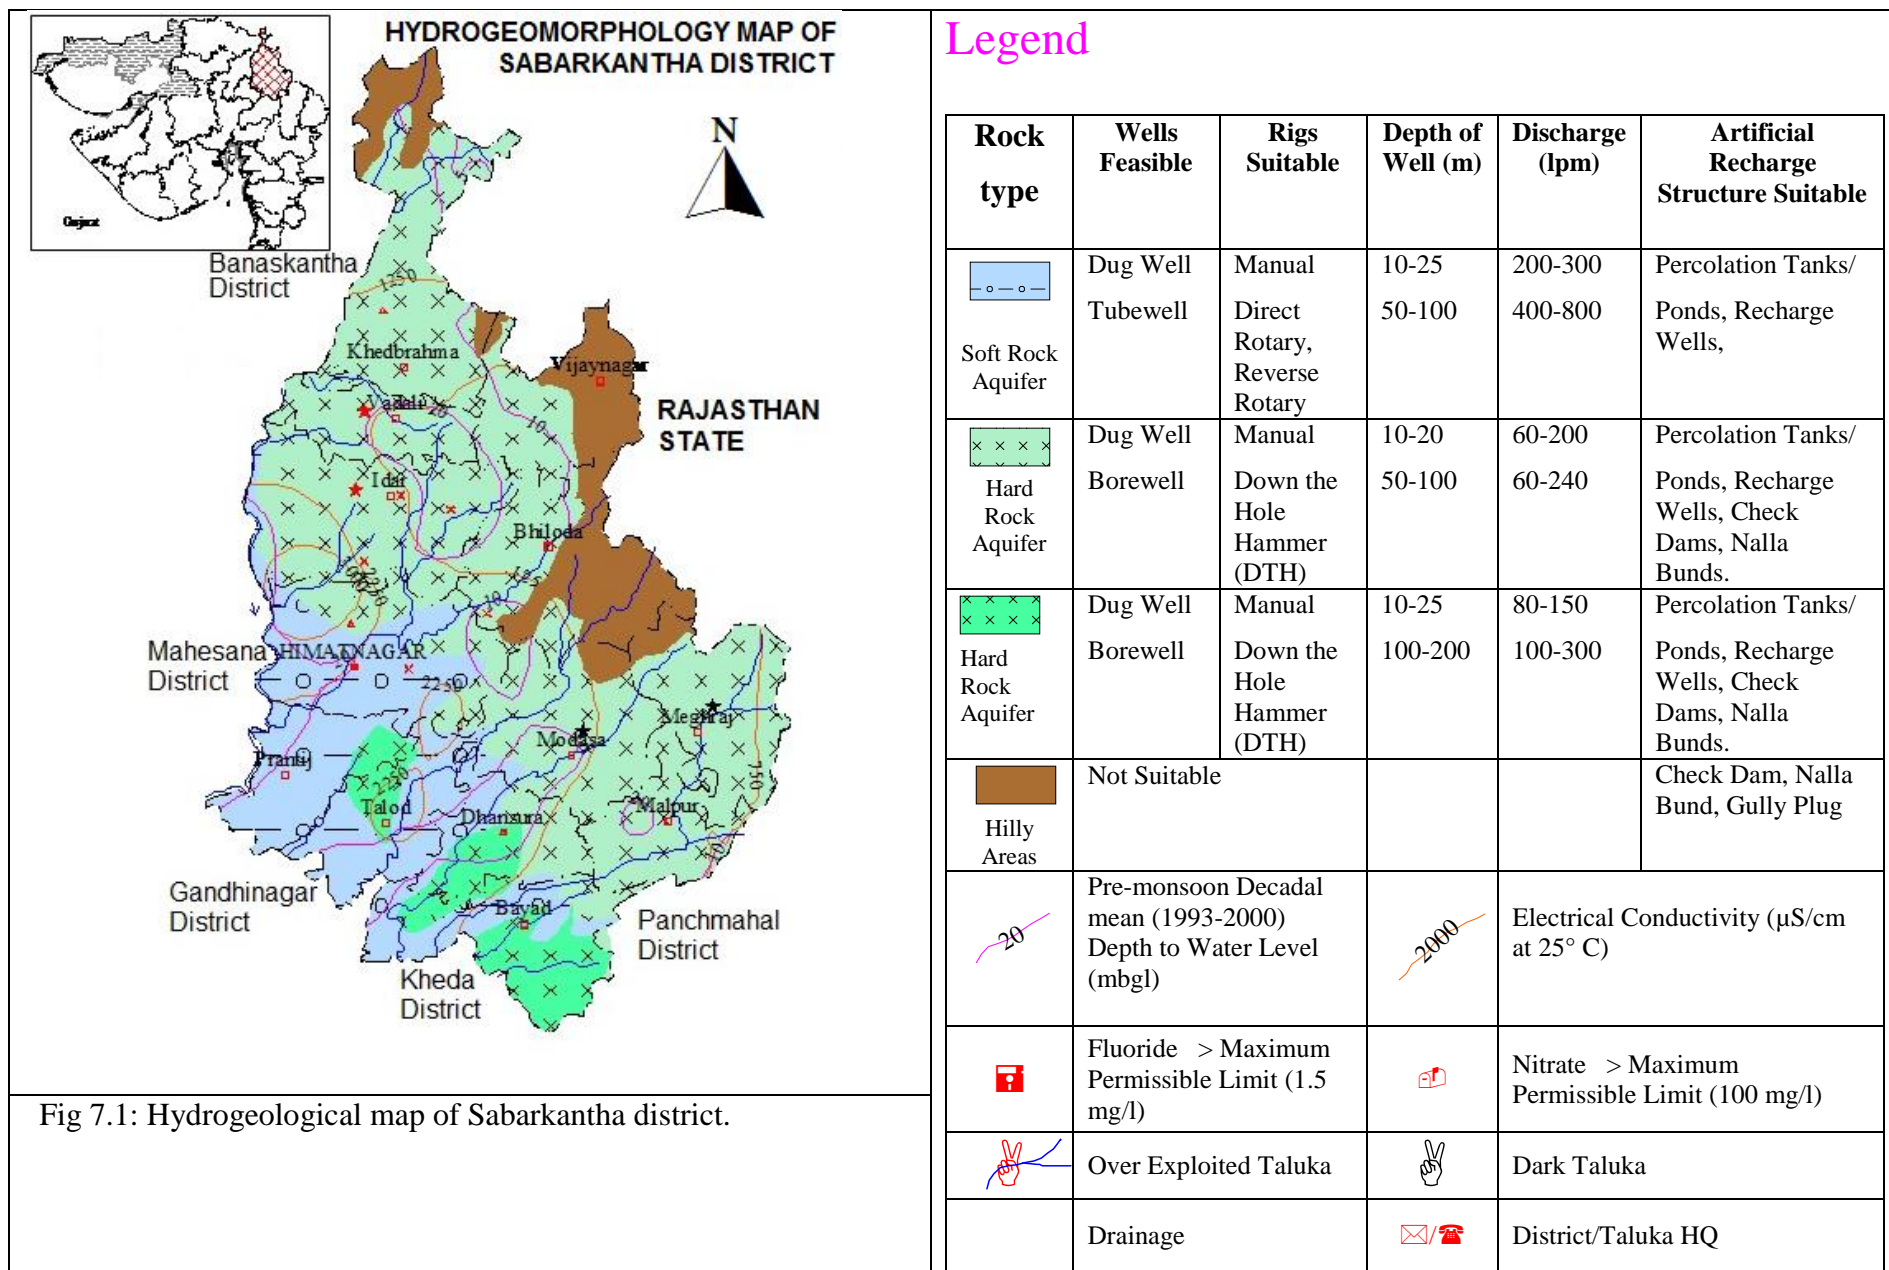 HYDROGEOMORPHOLOGY MAP OF
SABARKANTHA DISTRICT
N
Gujarat
Banaskantha
District
1250
Khedbrahma
Vijaynagar
Vadali
20
10
RAJASTHAN
STATE
Idar
Bhiloda
10
Mahesana
District
HIMATNAGAR
2250
Meghraj
Modasa
Prantij
2250
750
Talod
Dhansura
Malpur
10
Gandhinagar
District
Bayad
Panchmahal
District
Kheda
District
Fig 7.1: Hydrogeological map of Sabarkantha district.
Legend
Rock
type
Wells
Feasible
Rigs
Suitable
Depth of
Well (m)
Discharge
(lpm)
Artificial
Recharge
Structure Suitable
Soft Rock
Aquifer
Dug Well
Manual
10-25
200-300
Percolation Tanks/
Tubewell
Direct
Rotary,
Reverse
Rotary
50-100
400-800
Ponds, Recharge
Wells,
Hard
Rock
Aquifer
Dug Well
Manual
10-20
60-200
Percolation Tanks/
Borewell
Down the
Hole
Hammer
(DTH)
50-100
60-240
Ponds, Recharge
Wells, Check
Dams, Nalla
Bunds.
Hard
Rock
Aquifer
Dug Well
Manual
10-25
80-150
Percolation Tanks/
Borewell
Down the
Hole
Hammer
(DTH)
100-200
100-300
Ponds, Recharge
Wells, Check
Dams, Nalla
Bunds.
Hilly
Areas
Not Suitable
Check Dam, Nalla
Bund, Gully Plug
20
Pre-monsoon Decadal
mean (1993-2000)
Depth to Water Level
(mbgl)
2000
Electrical Conductivity (µS/cm
at 25° C)
Fluoride > Maximum
Permissible Limit (1.5
mg/l)
Nitrate > Maximum
Permissible Limit (100 mg/l)
Over Exploited Taluka
Dark Taluka
Drainage
/
District/Taluka HQ